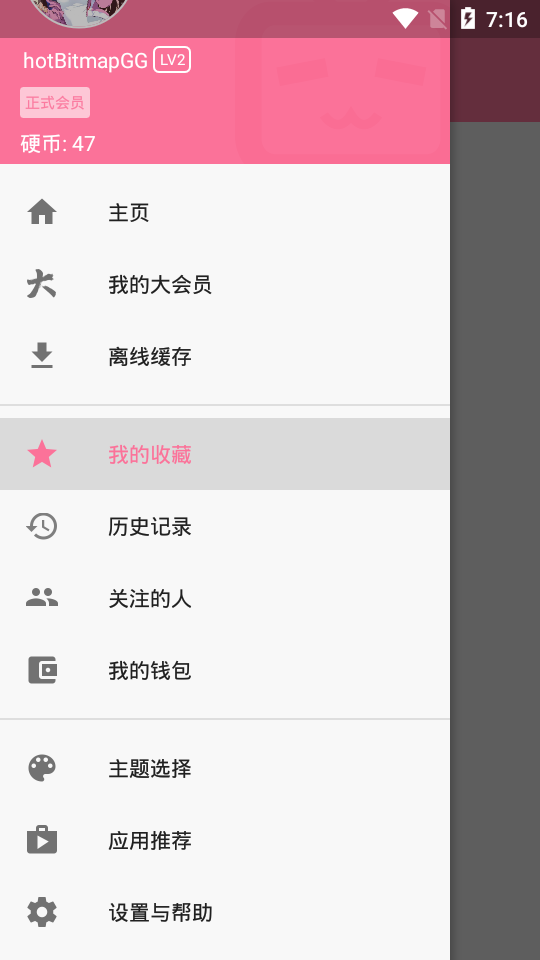 7:16
hotBitmapGG LV2
正式会员
硬币: 47
主页
大 我的大会员
离线缓存
我的收藏
历史记录
关注的人
我的钱包
主题选择
应用推荐
设置与帮助